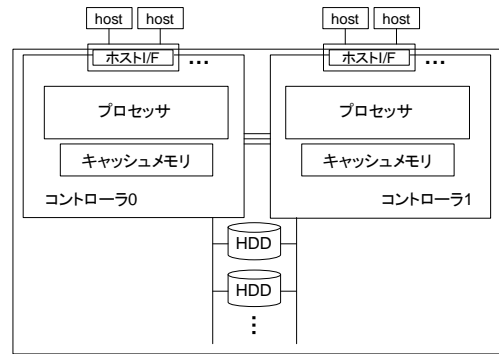 host
host
host
host
ホストI/F
...
ホストI/F
...
プロセッサ
プロセッサ
キャッシュメモリ
キャッシュメモリ
コントローラ0
コントローラ1
HDD
HDD
⋮